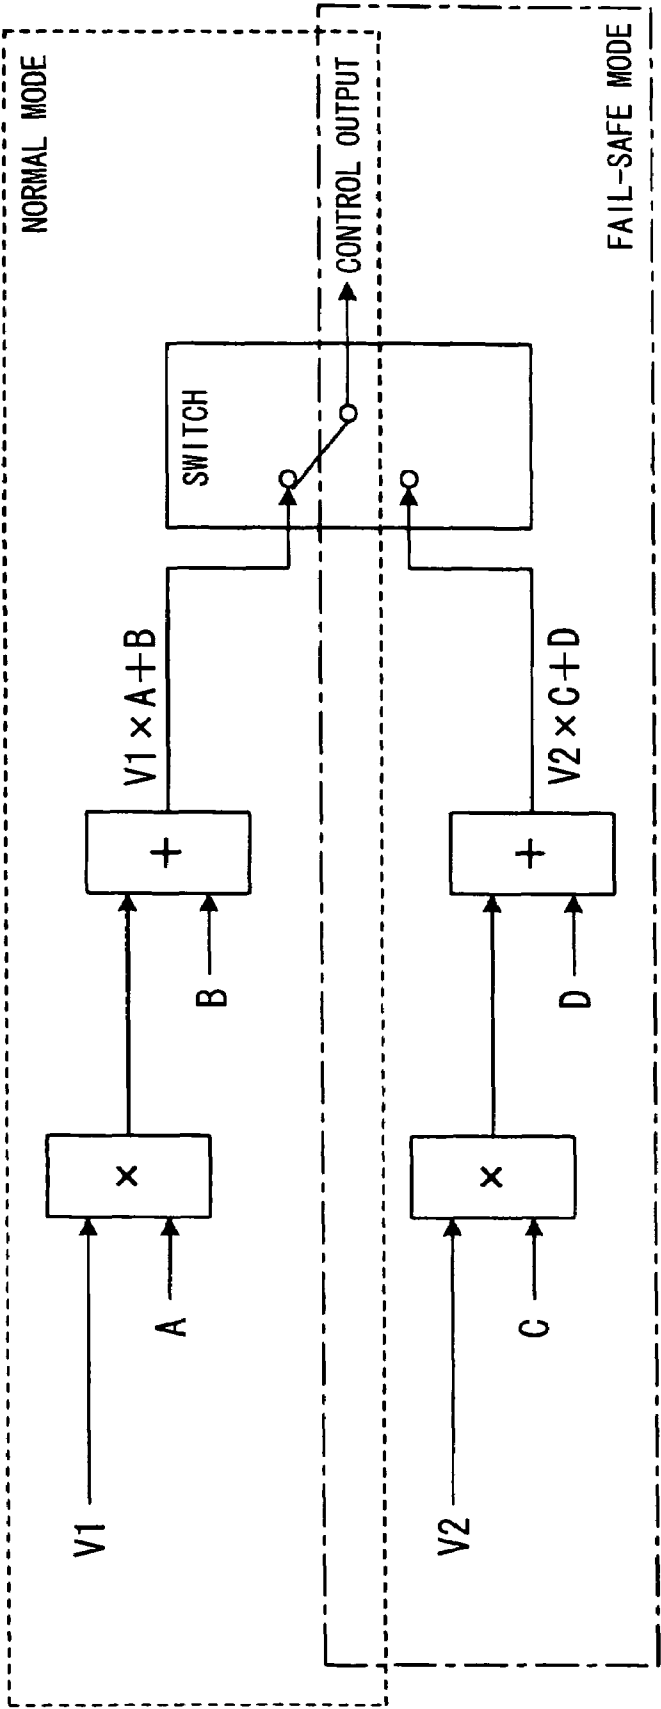 NORMAL MODE
V1
A
×
B
+
V1×A+B
SWITCH
CONTROL OUTPUT
V2
C
×
D
+
V2×C+D
FAIL-SAFE MODE